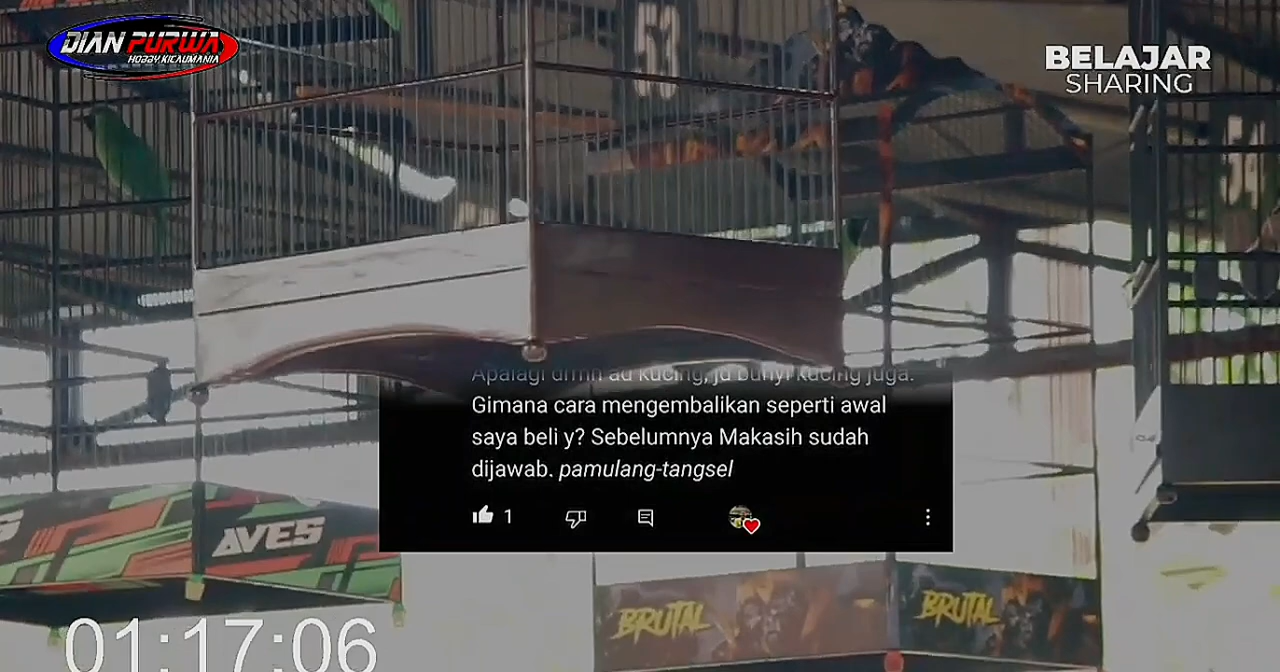 DIAN PURWA
HOBBY KICAUMANIA
BELAJAR
SHARING
53
54
Gimana cara mengembalikan seperti awal
saya beli y? Sebelumnya Makasih sudah
dijawab. pamulang-tangsel
1
AVES
BRUTAL
BRUTAL
01:17:06